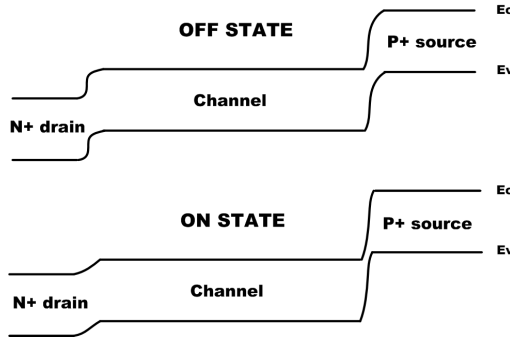 OFF STATE
Ec
P+ source
Ev
Channel
N+ drain
ON STATE
Ec
P+ source
Ev
Channel
N+ drain